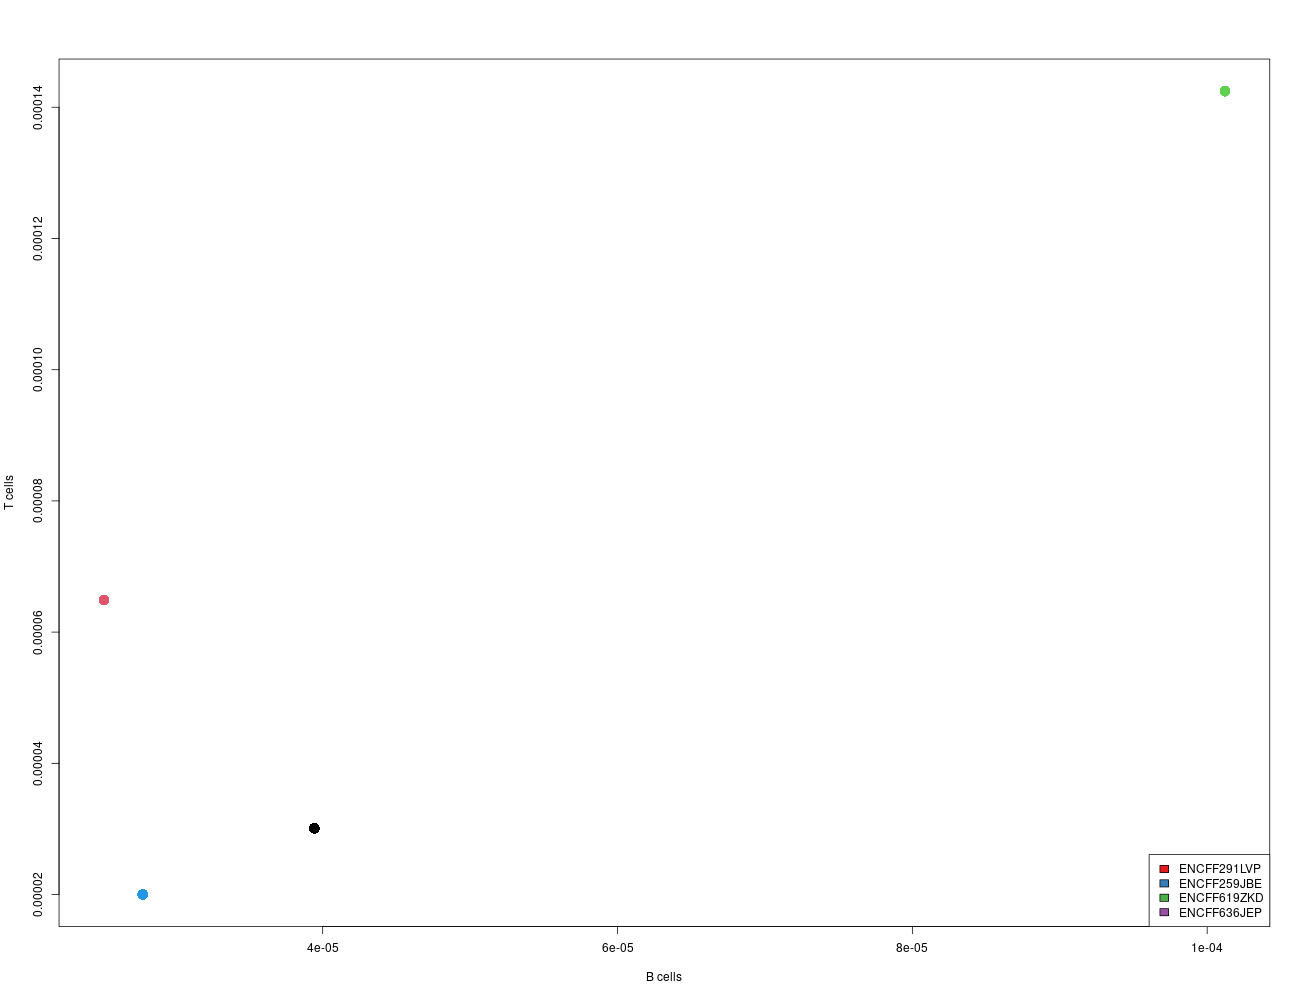 0.00014
0.00012
0.00010
0.00008
0.00006
0.00004
0.00002
T cells
4e-05
6e-05
8e-05
1e-04
B cells
ENCFF291LVP
ENCFF259JBE
ENCFF619ZKD
ENCFF636JEP